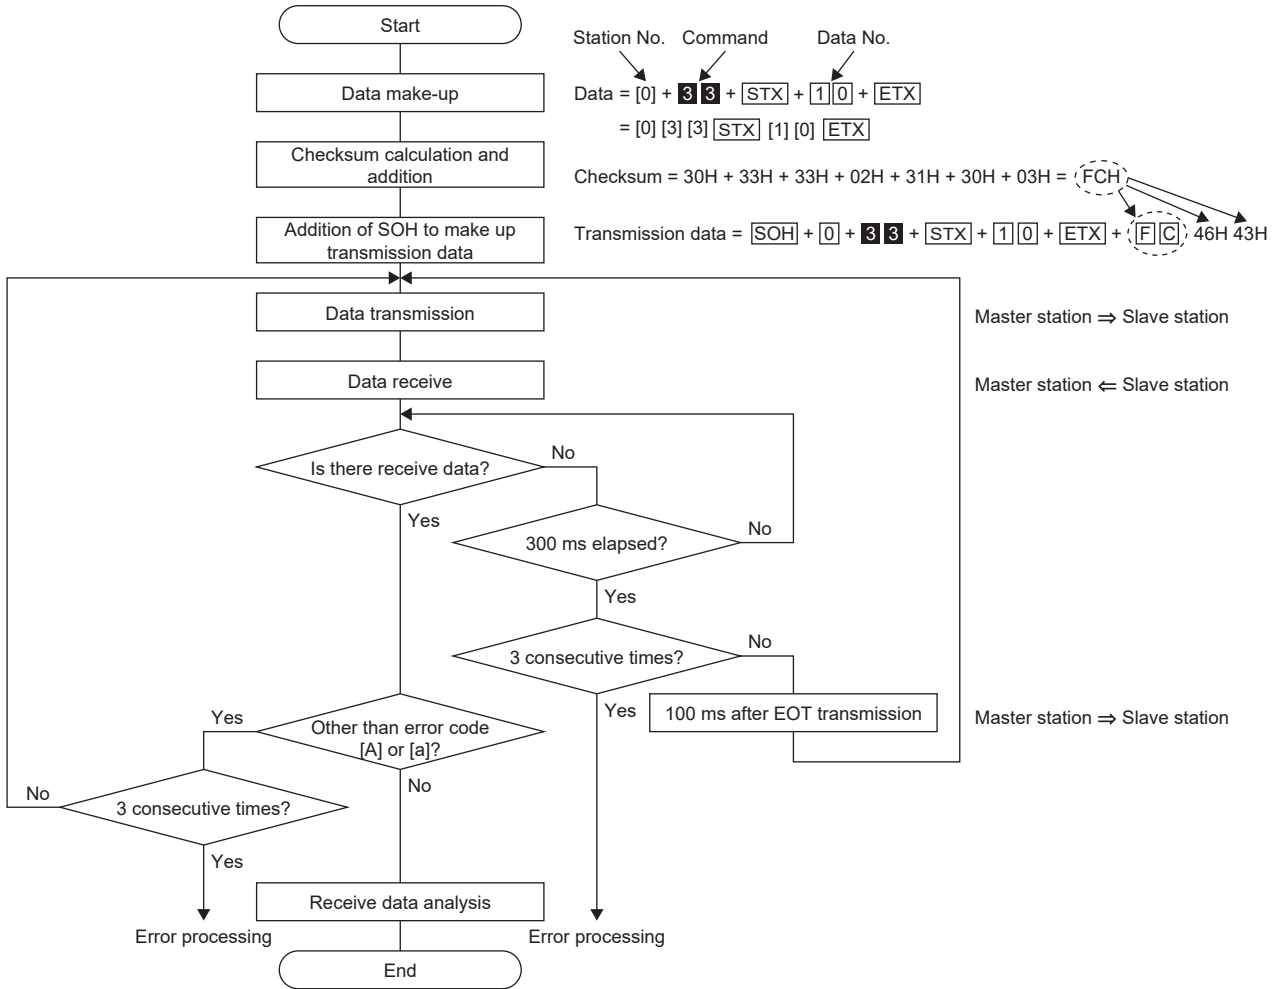 Start
Station No. Command Data No.
Data make-up
Data = [0] + 3 3 + STX + 1 0 + ETX
= [0] [3] [3] STX [1] [0] ETX
Checksum calculation and
addition
Checksum = 30H + 33H + 33H + 02H + 31H + 30H + 03H = FCH
Addition of SOH to make up
transmission data
Transmission data = SOH + 0 + 3 3 + STX + 1 0 + ETX + F C 46H 43H
Data transmission
Master station ⇒ Slave station
Data receive
Master station ⇐ Slave station
Is there receive data?
No
Yes
300 ms elapsed?
No
Yes
3 consecutive times?
No
Yes
100 ms after EOT transmission
Master station ⇒ Slave station
Other than error code
[A] or [a]?
Yes
No
3 consecutive times?
No
Yes
Receive data analysis
Error processing
Error processing
End